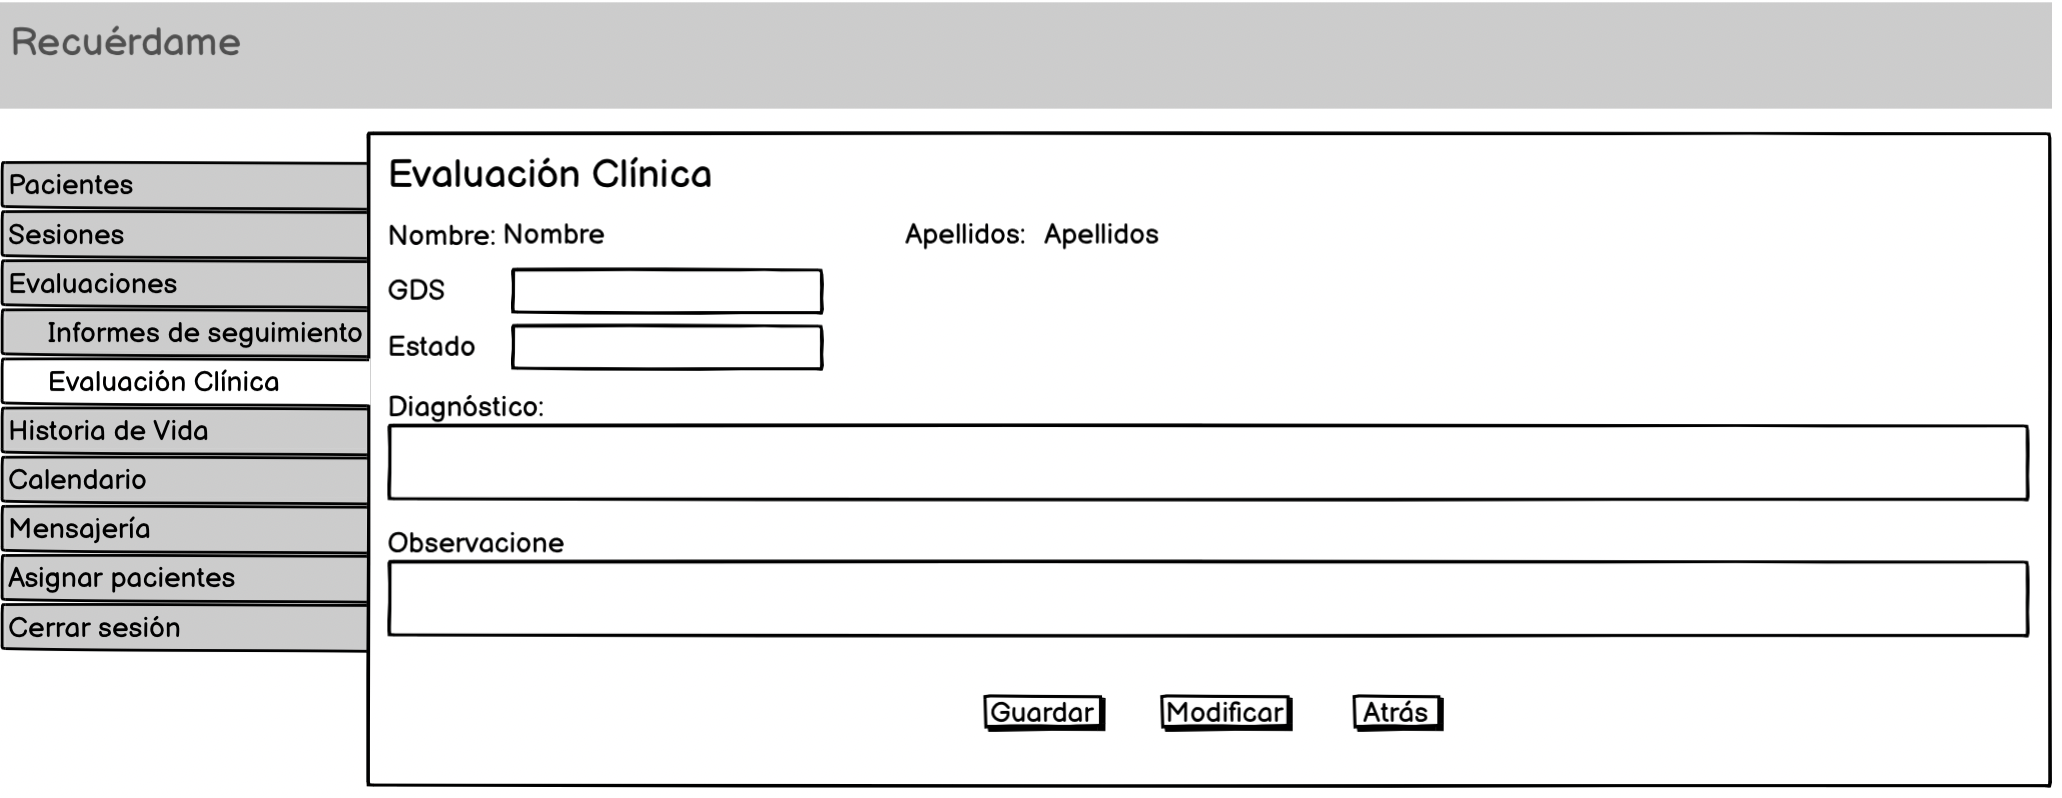 Recuérdame
Pacientes
Sesiones
Evaluaciones
Informes de seguimiento
Evaluación Clínica
Historia de Vida
Calendario
Mensajería
Asignar pacientes
Cerrar sesión
Evaluación Clínica
Nombre: Nombre Apellidos: Apellidos
GDS
Estado
Diagnóstico:
Observacione
Guardar Modificar Atrás